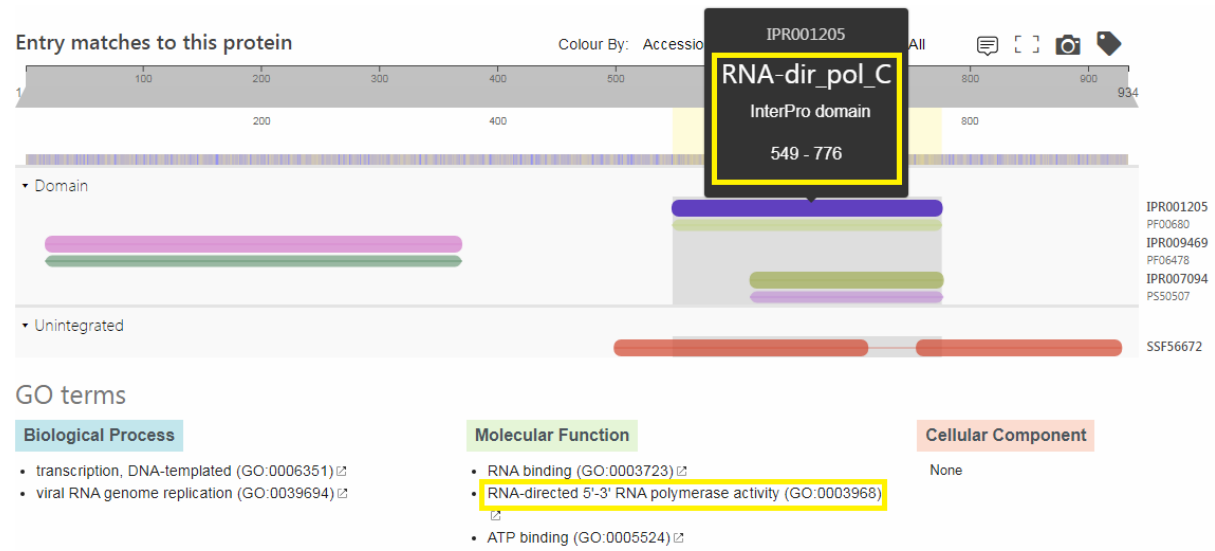 Entry matches to this protein
Colour By: Accessio
All
IPR001205
RNA-dir_pol_C
InterPro domain
549 - 776
100 200 300 400 500 800 900
1 934
200 400 800
Domain
IPR001205
PF00680
IPR009469
PF06478
IPR007094
PS50507
Unintegrated
SSF56672
GO terms
Biological Process
transcription, DNA-templated (GO:0006351)
viral RNA genome replication (GO:0039694)
Molecular Function
RNA binding (GO:0003723)
RNA-directed 5'-3' RNA polymerase activity (GO:0003968)
ATP binding (GO:0005524)
Cellular Component
None